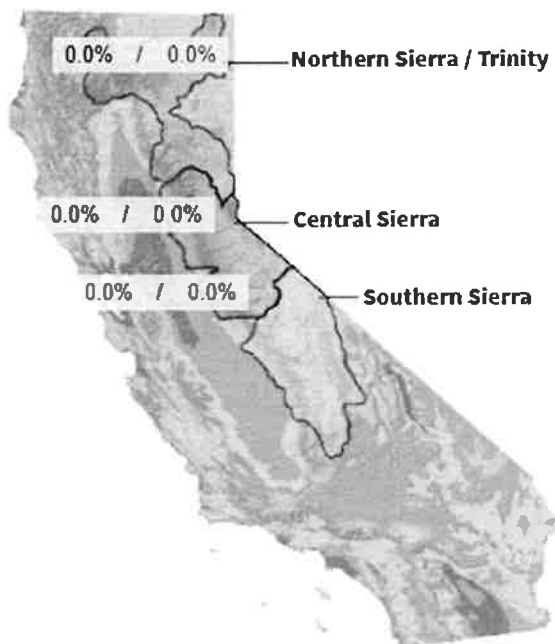 0.0% / 0.0%
Northern Sierra / Trinity
0.0% / 0.0%
Central Sierra
0.0% / 0.0%
Southern Sierra